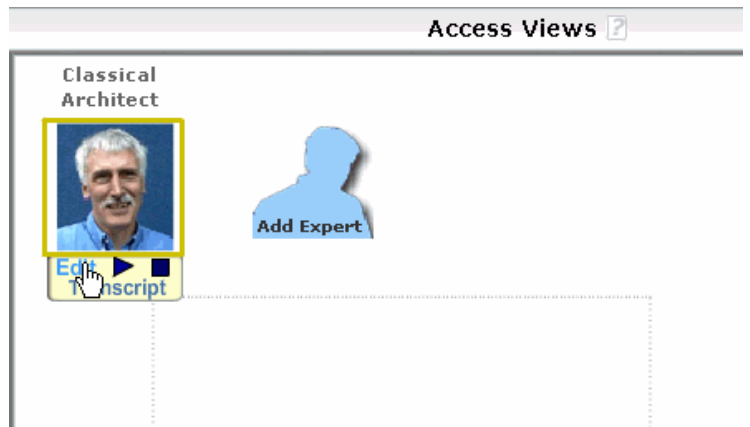 Access Views ?
Classical
Architect
Add Expert
Edit
Transcript